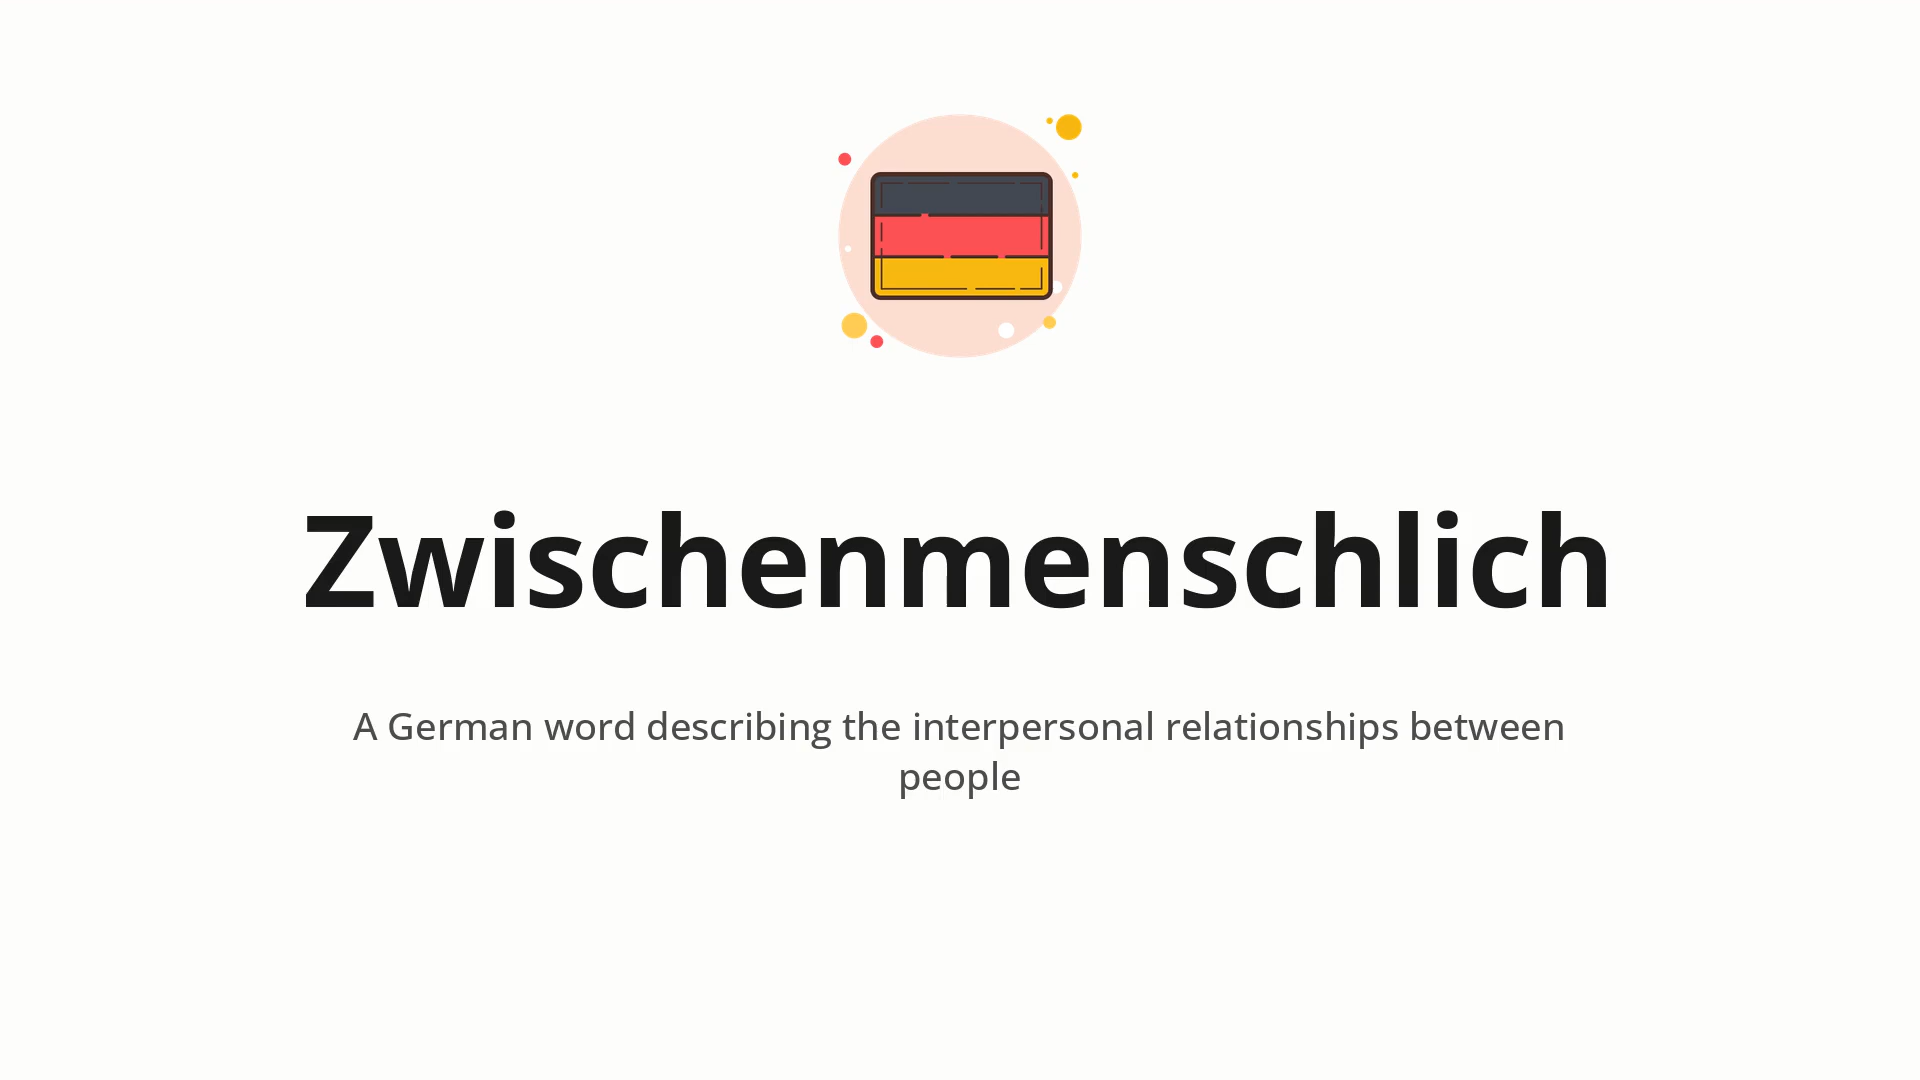 Zwischenmenschlich
A German word describing the interpersonal relationships between
people